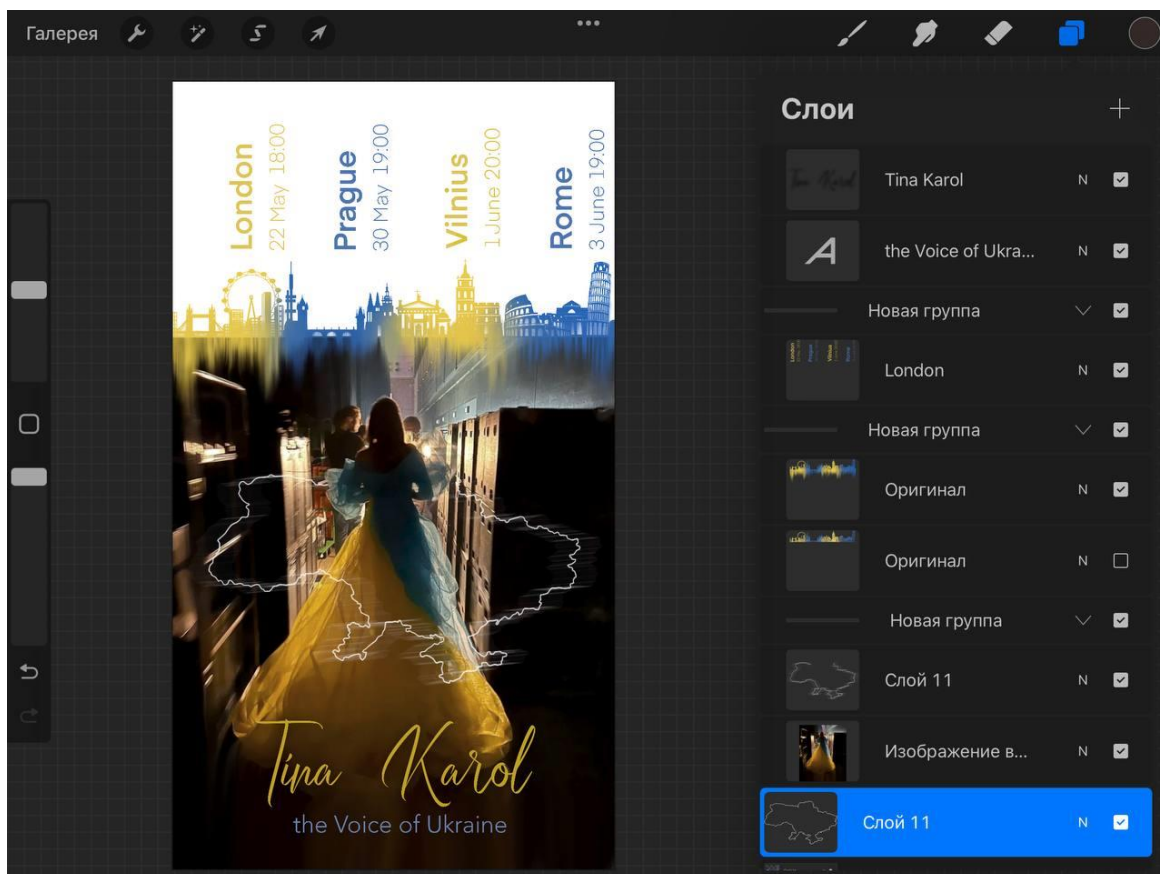 Галерея
London
22 May 18:00
Prague
30 May 19:00
Vilnius
1 June 20:00
Rome
3 June 19:00
Tina Karol
the Voice of Ukraine
Слои
Tina Karol
N
A
the Voice of Ukra...
N
Новая группа
London
N
Новая группа
Оригинал
N
Оригинал
N
Новая группа
Слой 11
N
Изображение в...
N
Слой 11
N